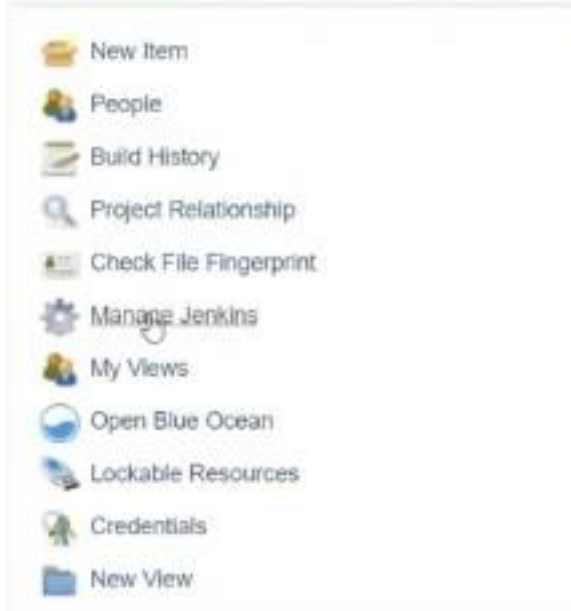 New Item
People
Build History
Project Relationship
Check File Fingerprint
Manage Jenkins
My Views
Open Blue Ocean
Lockable Resources
Credentials
New View